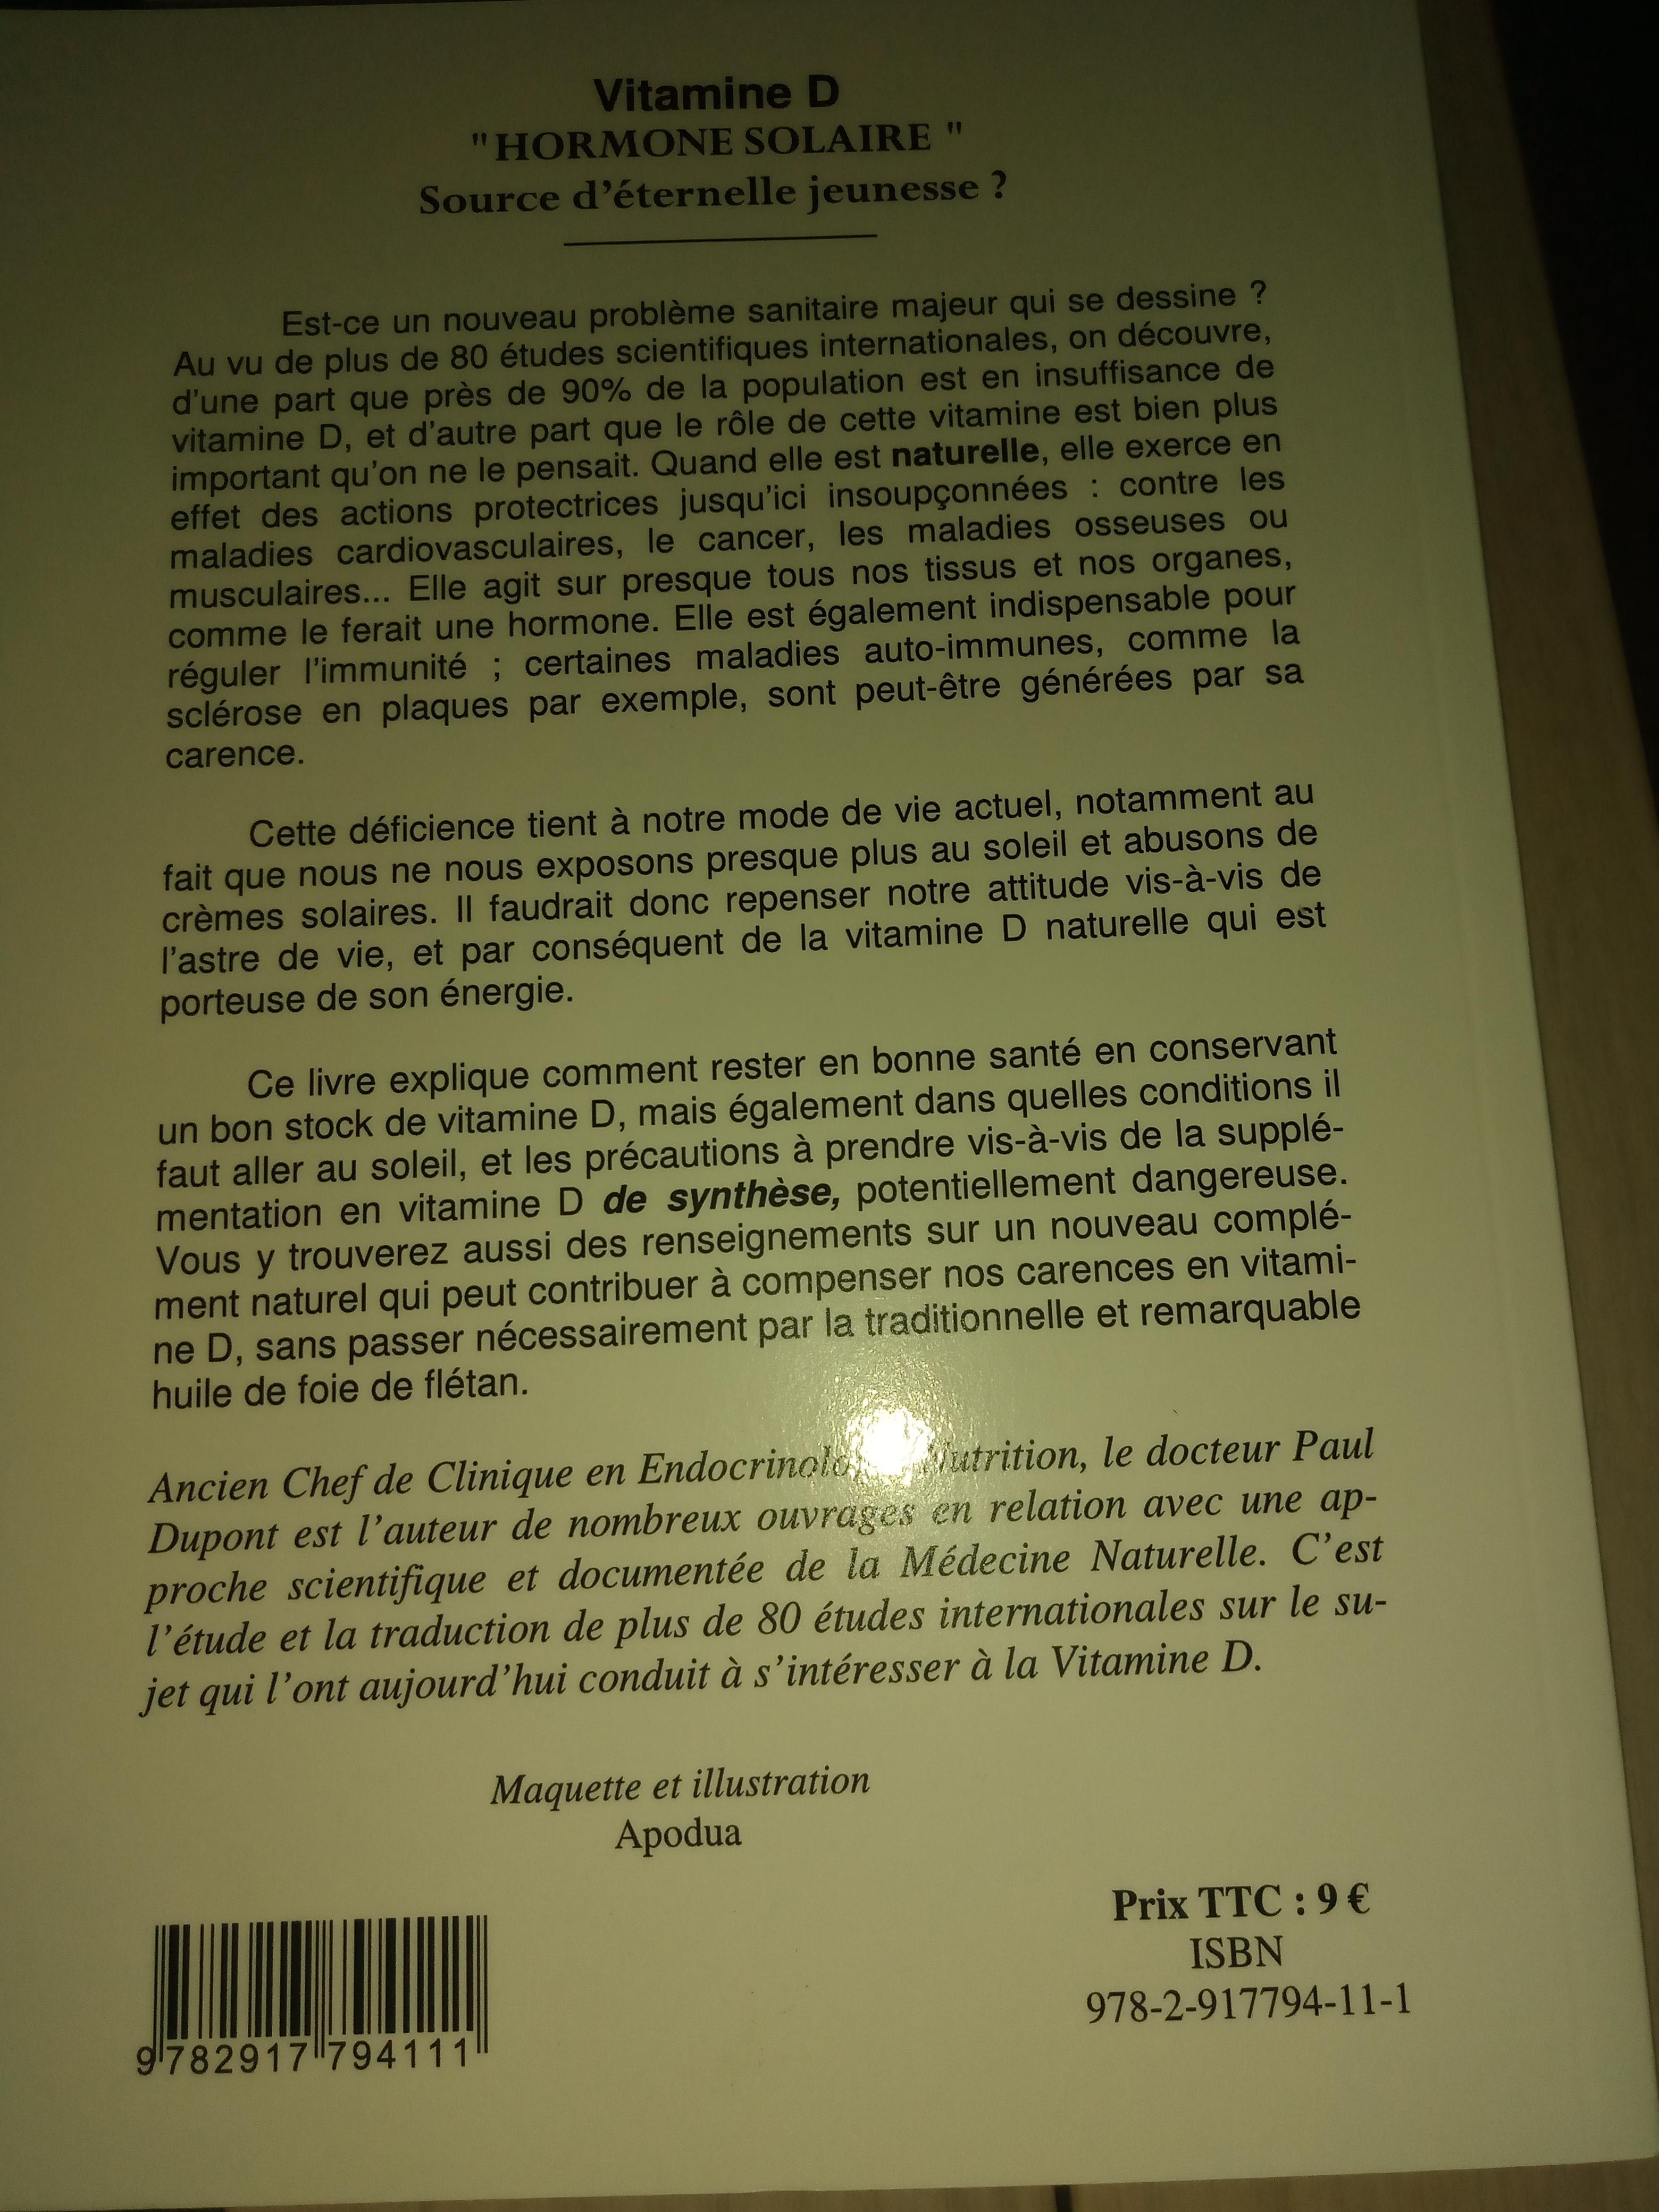 Vitamine D
"HORMONE SOLAIRE "
Source d'éternelle jeunesse ?
Est-ce un nouveau problème sanitaire majeur qui se dessine ?
Au vu de plus de 80 études scientifiques internationales, on découvre,
d'une part que près de 90% de la population est en insuffisance de
vitamine D, et d'autre part que le rôle de cette vitamine est bien plus
important qu'on ne le pensait. Quand elle est naturelle, elle exerce en
effet des actions protectrices jusqu'ici insoupçonnées : contre les
maladies cardiovasculaires, le cancer, les maladies osseuses ou
musculaires... Elle agit sur presque tous nos tissus et nos organes,
comme le ferait une hormone. Elle est également indispensable pour
réguler l'immunité ; certaines maladies auto-immunes, comme la
sclérose en plaques par exemple, sont peut-être générées par sa
carence.
Cette déficience tient à notre mode de vie actuel, notamment au
fait que nous ne nous exposons presque plus au soleil et abusons de
crèmes solaires. Il faudrait donc repenser notre attitude vis-à-vis de
l'astre de vie, et par conséquent de la vitamine D naturelle qui est
porteuse de son énergie.
Ce livre explique comment rester en bonne santé en conservant
un bon stock de vitamine D, mais également dans quelles conditions il
faut aller au soleil, et les précautions à prendre vis-à-vis de la supplé-
mentation en vitamine D de synthèse, potentiellement dangereuse.
Vous y trouverez aussi des renseignements sur un nouveau complé-
ment naturel qui peut contribuer à compenser nos carences en vitami-
ne D, sans passer nécessairement par la traditionnelle et remarquable
huile de foie de flétan.
Ancien Chef de Clinique en le docteur Paul
Dupont est l'auteur de nombreux ouvrages en relation avec une ap-
proche scientifique et documentée de la Médecine Naturelle. C'est
l'étude et la traduction de plus de 80 études internationales sur le su-
jet qui l'ont aujourd'hui conduit à s'intéresser à la Vitamine D.
Maquette et illustration
Apodua
Prix TTC : 9 €
ISBN
978-2-917794-11-1
9 782917 794111